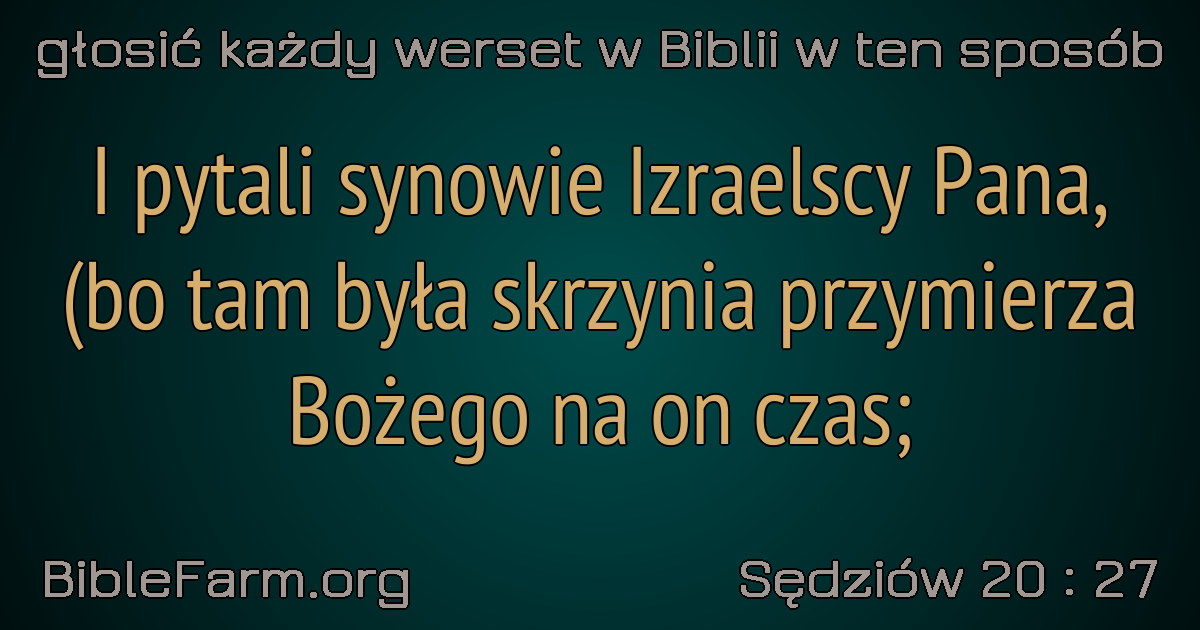 głosić każdy werset w Biblii w ten sposób
I pytali synowie Izraelscy Pana,
(bo tam była skrzynia przymierza
Bożego na on czas;
BibleFarm.org
Sędziów 20 : 27